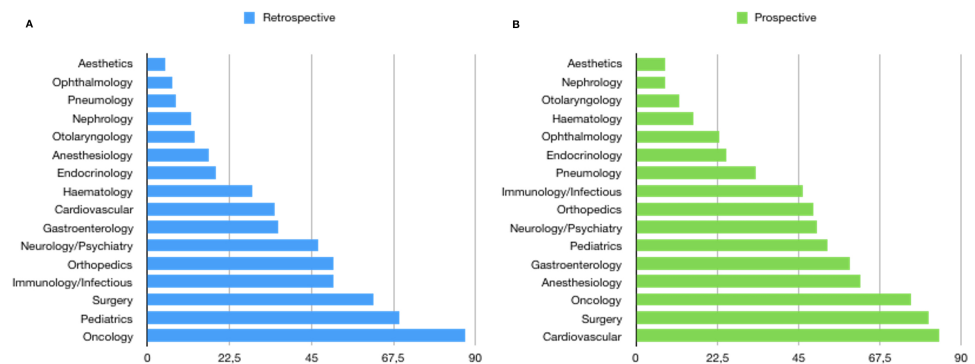 A
Retrospective
Aesthetics
Ophthalmology
Pneumology
Nephrology
Otolaryngology
Anesthesiology
Endocrinology
Haematology
Cardiovascular
Gastroenterology
Neurology/Psychiatry
Orthopedics
Immunology/Infectious
Surgery
Pediatrics
Oncology
0 22,5 45 67,5 90
B
Prospective
Aesthetics
Nephrology
Otolaryngology
Haematology
Ophthalmology
Endocrinology
Pneumology
Immunology/Infectious
Orthopedics
Neurology/Psychiatry
Pediatrics
Gastroenterology
Anesthesiology
Oncology
Surgery
Cardiovascular
0 22,5 45 67,5 90